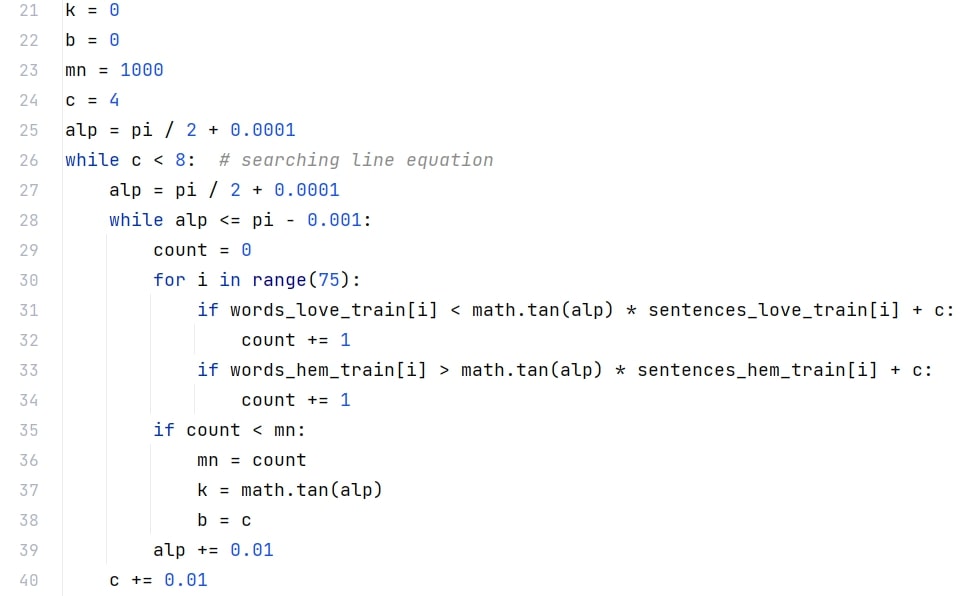 21 k = 0
22 b = 0
23 mn = 1000
24 c = 4
25 alp = pi / 2 + 0.0001
26 while c < 8:  # searching line equation
27     alp = pi / 2 + 0.0001
28     while alp <= pi - 0.001:
29         count = 0
30         for i in range(75):
31             if words_love_train[i] < math.tan(alp) * sentences_love_train[i] + c:
32                 count += 1
33             if words_hem_train[i] > math.tan(alp) * sentences_hem_train[i] + c:
34                 count += 1
35         if count < mn:
36             mn = count
37             k = math.tan(alp)
38             b = c
39         alp += 0.01
40     c += 0.01